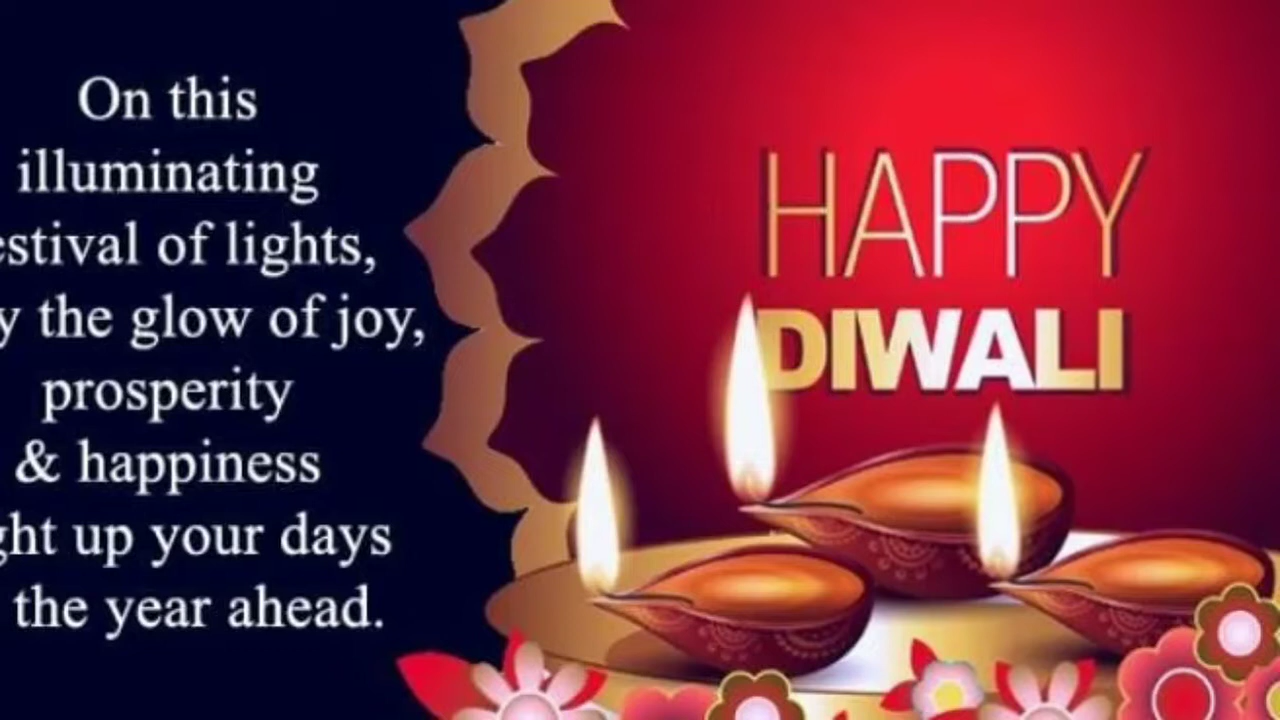 On this
illuminating
estival of lights,
y the glow of joy,
prosperity
& happiness
ght up your days
the year ahead.
HAPPY
DIWALI